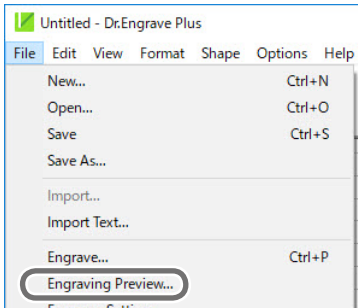 Untitled - Dr.Engrave Plus
File Edit View Format Shape Options Help
New... Ctrl+N
Open... Ctrl+O
Save Ctrl+S
Save As...
Import...
Import Text...
Engrave... Ctrl+P
Engraving Preview...